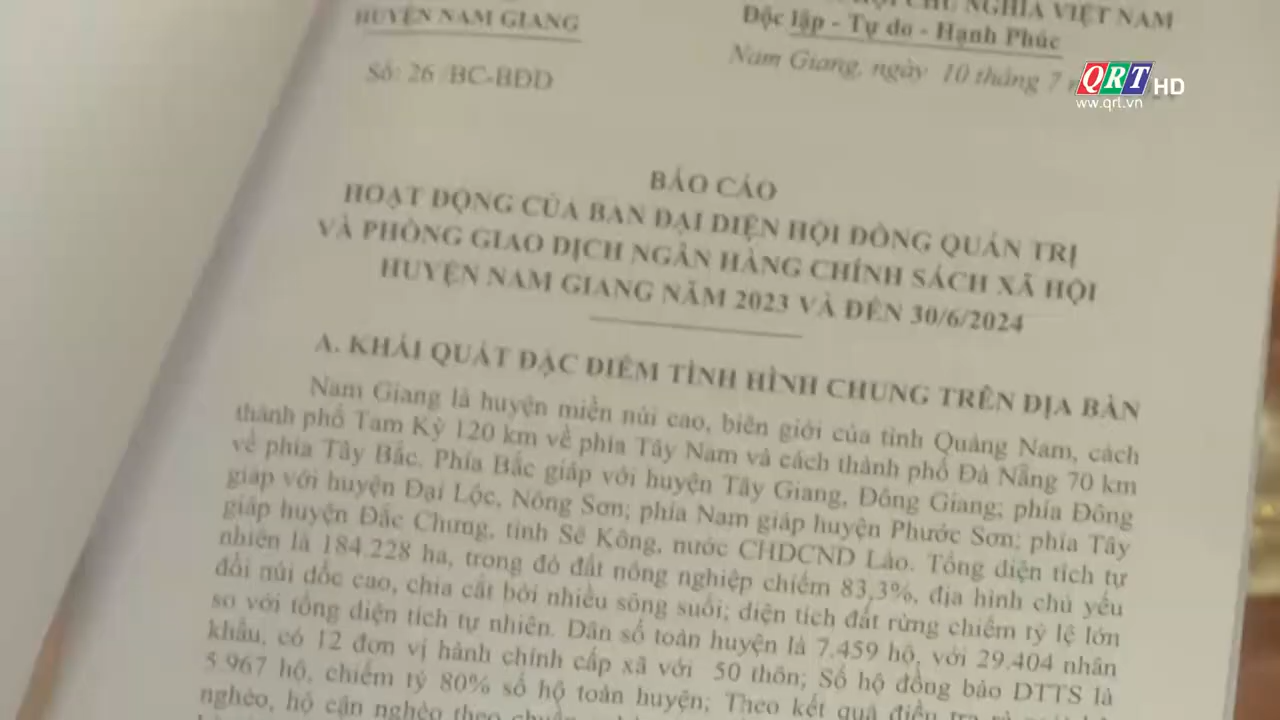 HUYỆN NAM GIANG
CHỦ NGHĨA VIỆT NAM
Độc lập - Tự do - Hạnh Phúc
Số: 26 /BC-BĐD
Nam Giang, ngày 10 tháng 7
QRT HD
BÁO CÁO
HOẠT ĐỘNG CỦA BAN ĐẠI DIỆN HỘI ĐỒNG QUẢN TRỊ
VÀ PHÒNG GIAO DỊCH NGÂN HÀNG CHÍNH SÁCH XÃ HỘI
HUYỆN NAM GIANG NĂM 2023 VÀ ĐẾN 30/6/2024
A. KHÁI QUÁT ĐẶC ĐIỂM TÌNH HÌNH CHUNG TRÊN ĐỊA BÀN
Nam Giang là huyện miền núi cao, biên giới của tỉnh Quảng Nam, cách
thành phố Tam Kỳ 120 km về phía Tây Nam và cách thành phố Đà Nẵng 70 km
về phía Tây Bắc. Phía Bắc giáp với huyện Tây Giang, Đông Giang; phía Đông
giáp với huyện Đại Lộc, Nông Sơn; phía Nam giáp huyện Phước Sơn; phía Tây
giáp huyện Đắc Chưng, tỉnh Sê Kông, nước CHDCND Lào. Tổng diện tích tự
nhiên là 184.228 ha, trong đó đất nông nghiệp chiếm 83,3%, địa hình chủ yếu
đồi núi dốc cao, chia cắt bởi nhiều sông suối; diện tích đất rừng chiếm tỷ lệ lớn
so với tổng diện tích tự nhiên. Dân số toàn huyện là 7.459 hộ, với 29.404 nhân
khẩu, có 12 đơn vị hành chính cấp xã với 50 thôn; Số hộ đồng bào DTTS là
5.967 hộ, chiếm tỷ 80% số hộ toàn huyện; Theo kết quả điều tra
nghèo, hộ cận nghèo theo